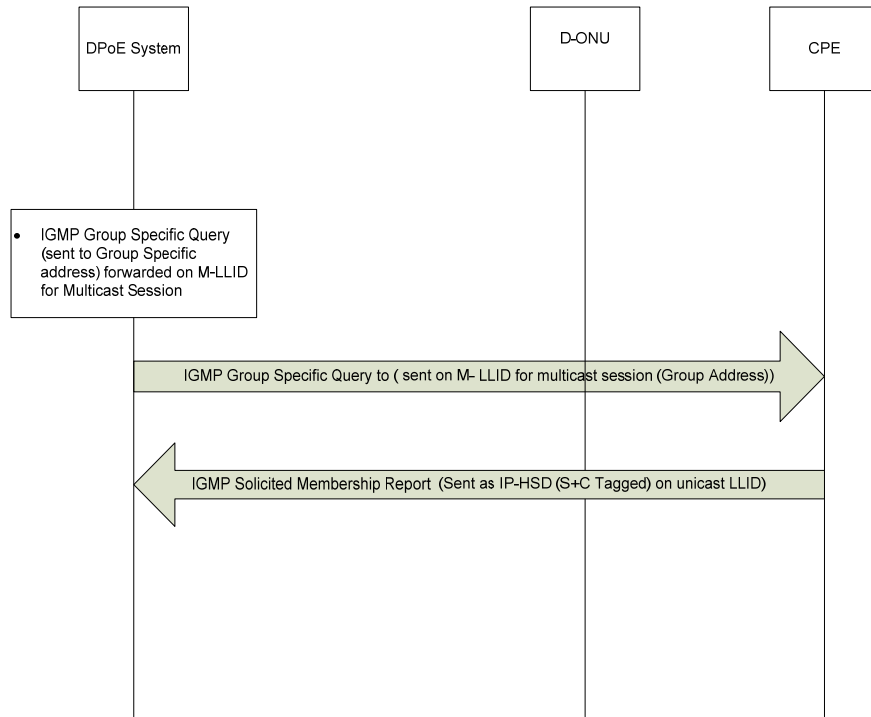 DPoE System
D-ONU
CPE
• IGMP Group Specific Query
(sent to Group Specific
address) forwarded on M-LLID
for Multicast Session
IGMP Group Specific Query to ( sent on M- LLID for multicast session (Group Address))
IGMP Solicited Membership Report (Sent as IP-HSD (S+C Tagged) on unicast LLID)